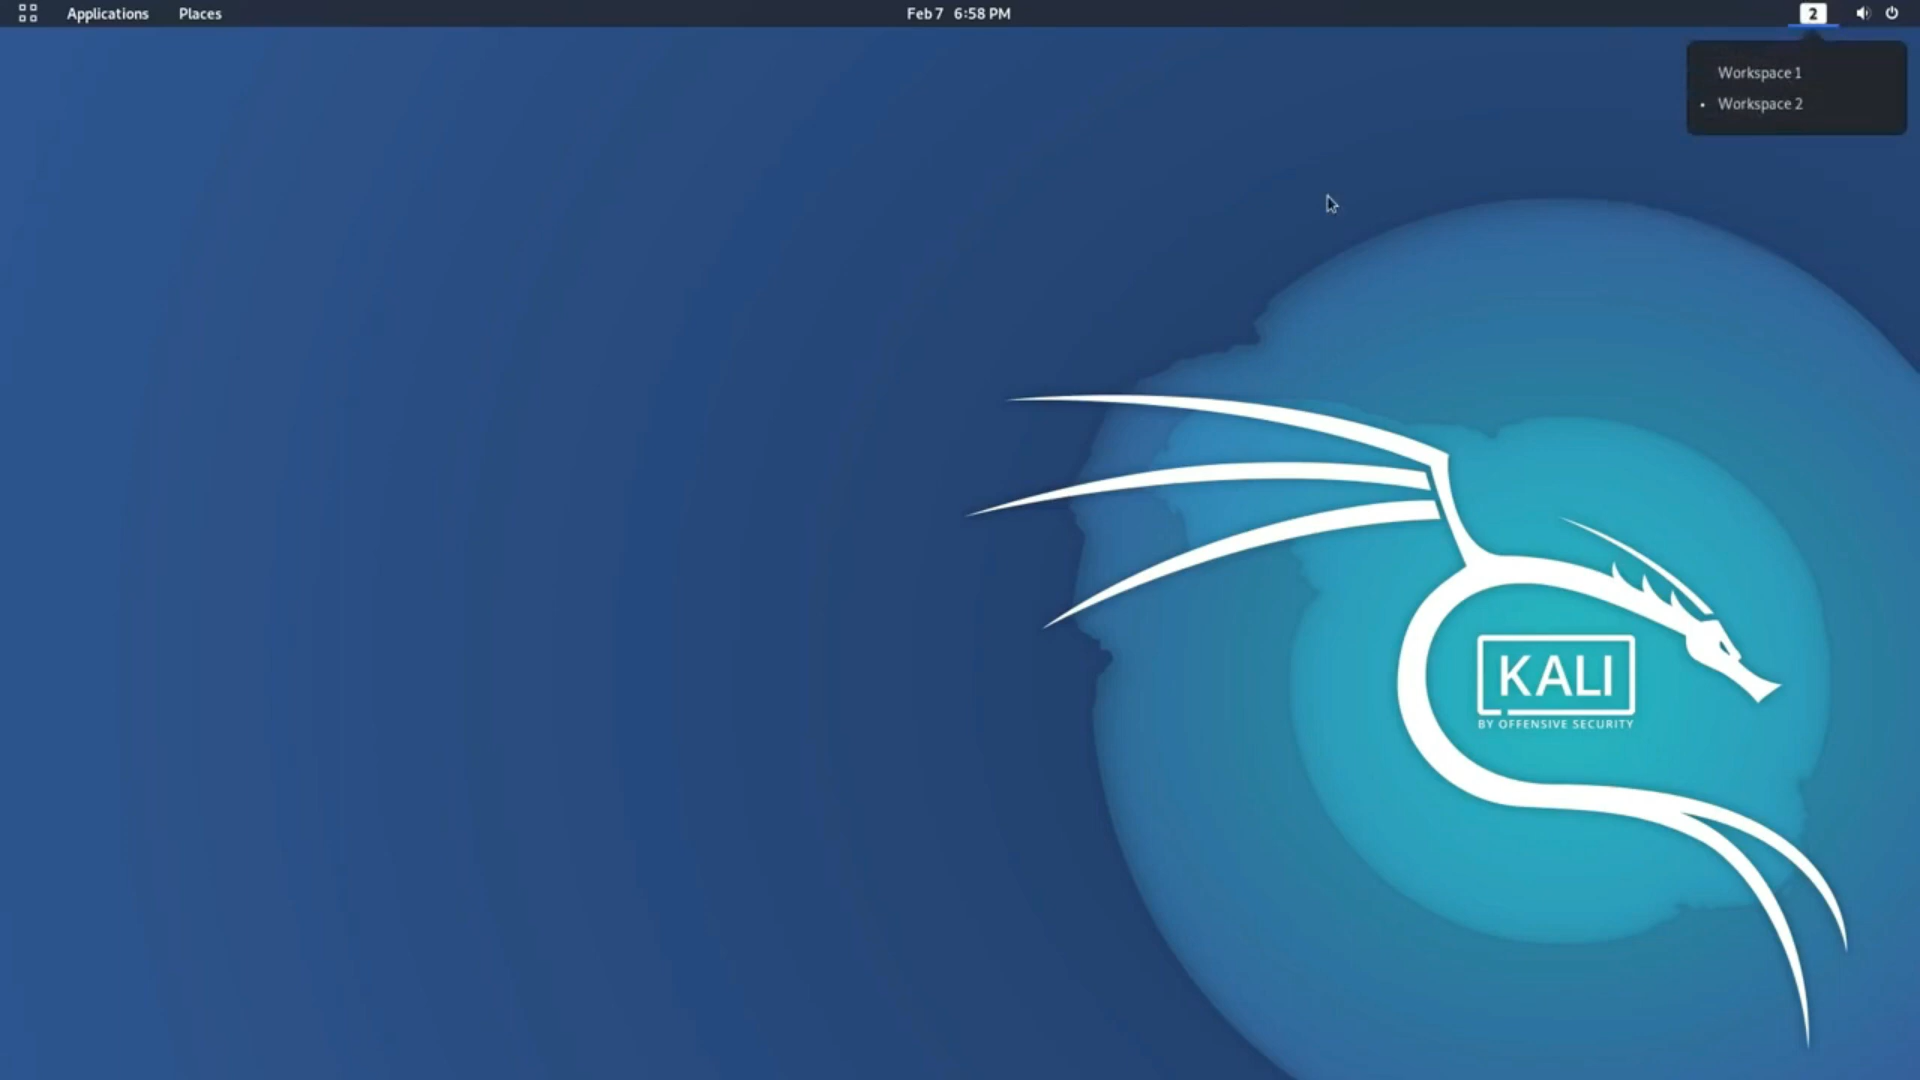 Applications Places Feb 7 6:58 PM 2
Workspace 1
Workspace 2
KALI
BY OFFENSIVE SECURITY